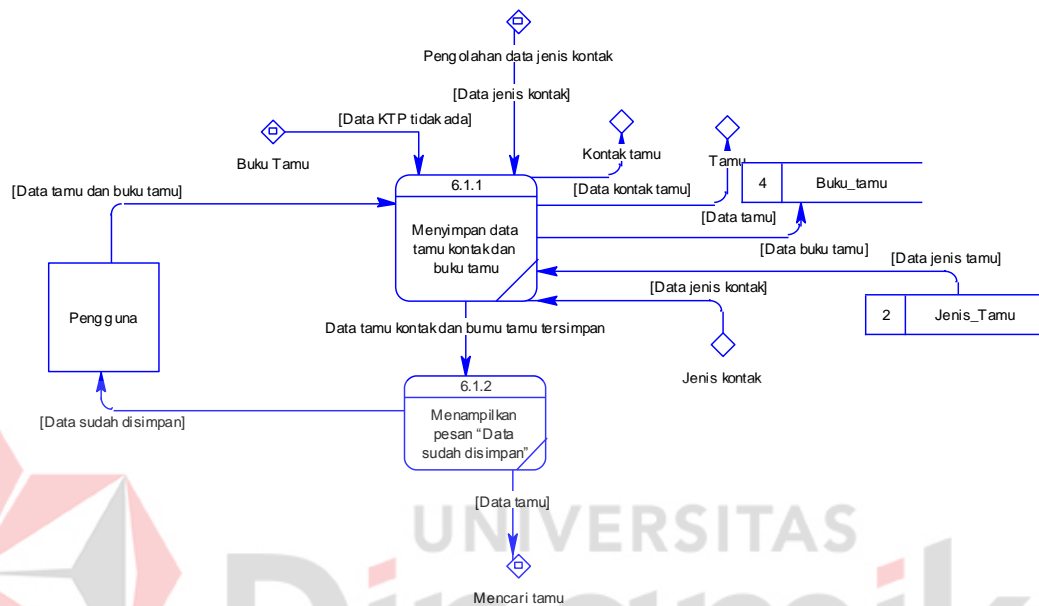 Pengolahan data jenis kontak
[Data jenis kontak]
[Data KTP tidak ada]
Buku Tamu
Kontak tamu
Tamu
[Data tamu dan buku tamu]
6.1.1
[Data kontak tamu]
4 Buku_tamu
[Data tamu]
Menyimpan data
tamu kontak dan
buku tamu
[Data buku tamu]
[Data jenis tamu]
[Data jenis kontak]
Pengguna
2 Jenis_Tamu
Data tamu kontak dan bumu tamu tersimpan
Jenis kontak
6.1.2
Menampilkan
pesan “Data
sudah disimpan”
[Data sudah disimpan]
[Data tamu]
UNIVERSITAS
Mencari tamu